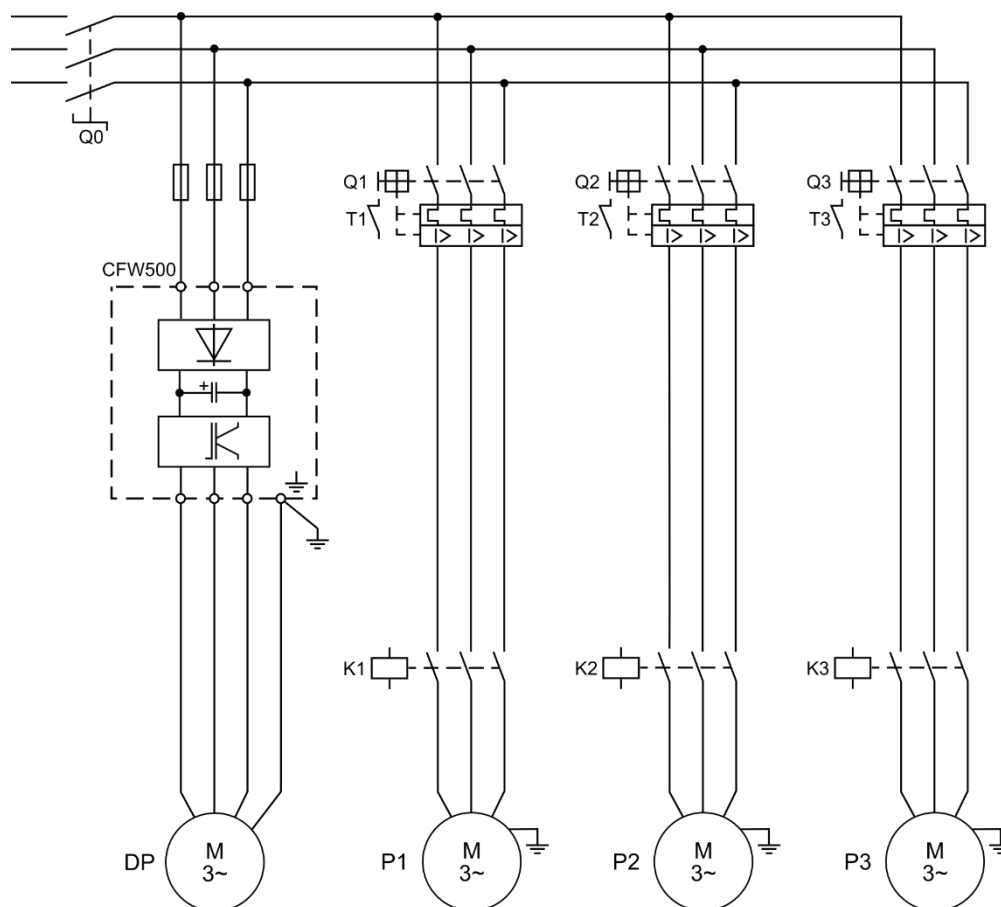 Q0
Q1
Q2
Q3
T1
T2
T3
I> I> I>
I> I> I>
I> I> I>
CFW500
+
K1
K2
K3
DP
M
3~
P1
M
3~
P2
M
3~
P3
M
3~